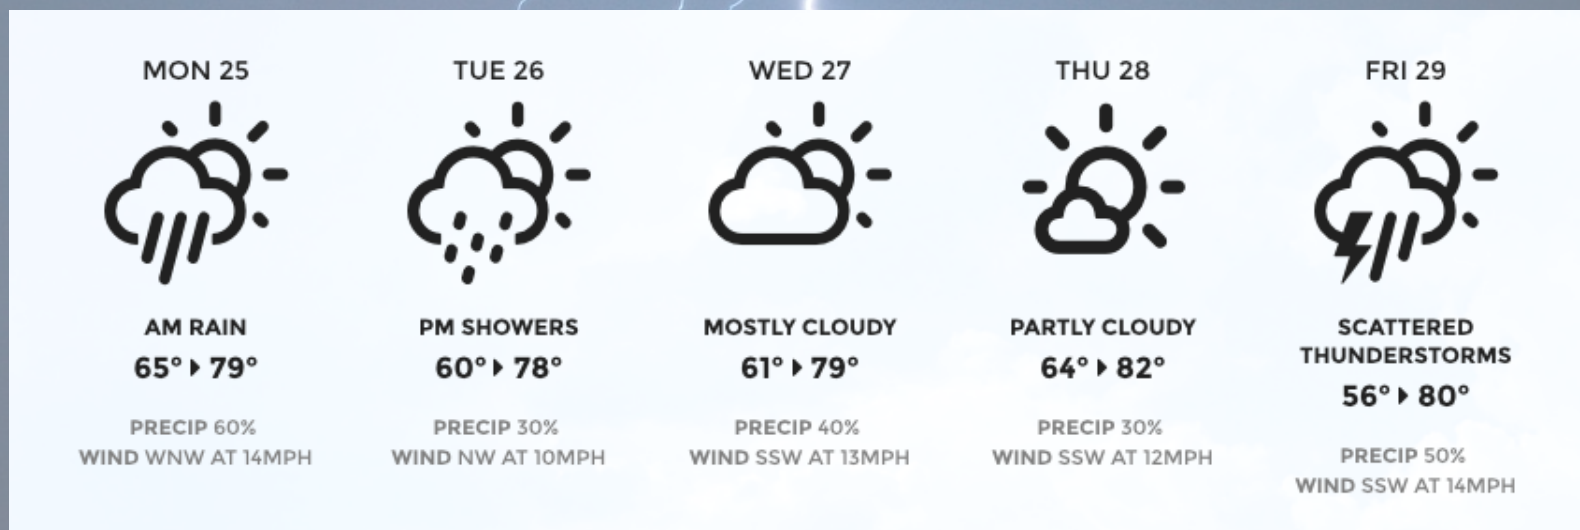 MON 25
AM RAIN
65° ▸ 79°
PRECIP 60%
WIND WNW AT 14MPH
TUE 26
PM SHOWERS
60° ▸ 78°
PRECIP 30%
WIND NW AT 10MPH
WED 27
MOSTLY CLOUDY
61° ▸ 79°
PRECIP 40%
WIND SSW AT 13MPH
THU 28
PARTLY CLOUDY
64° ▸ 82°
PRECIP 30%
WIND SSW AT 12MPH
FRI 29
SCATTERED
THUNDERSTORMS
56° ▸ 80°
PRECIP 50%
WIND SSW AT 14MPH